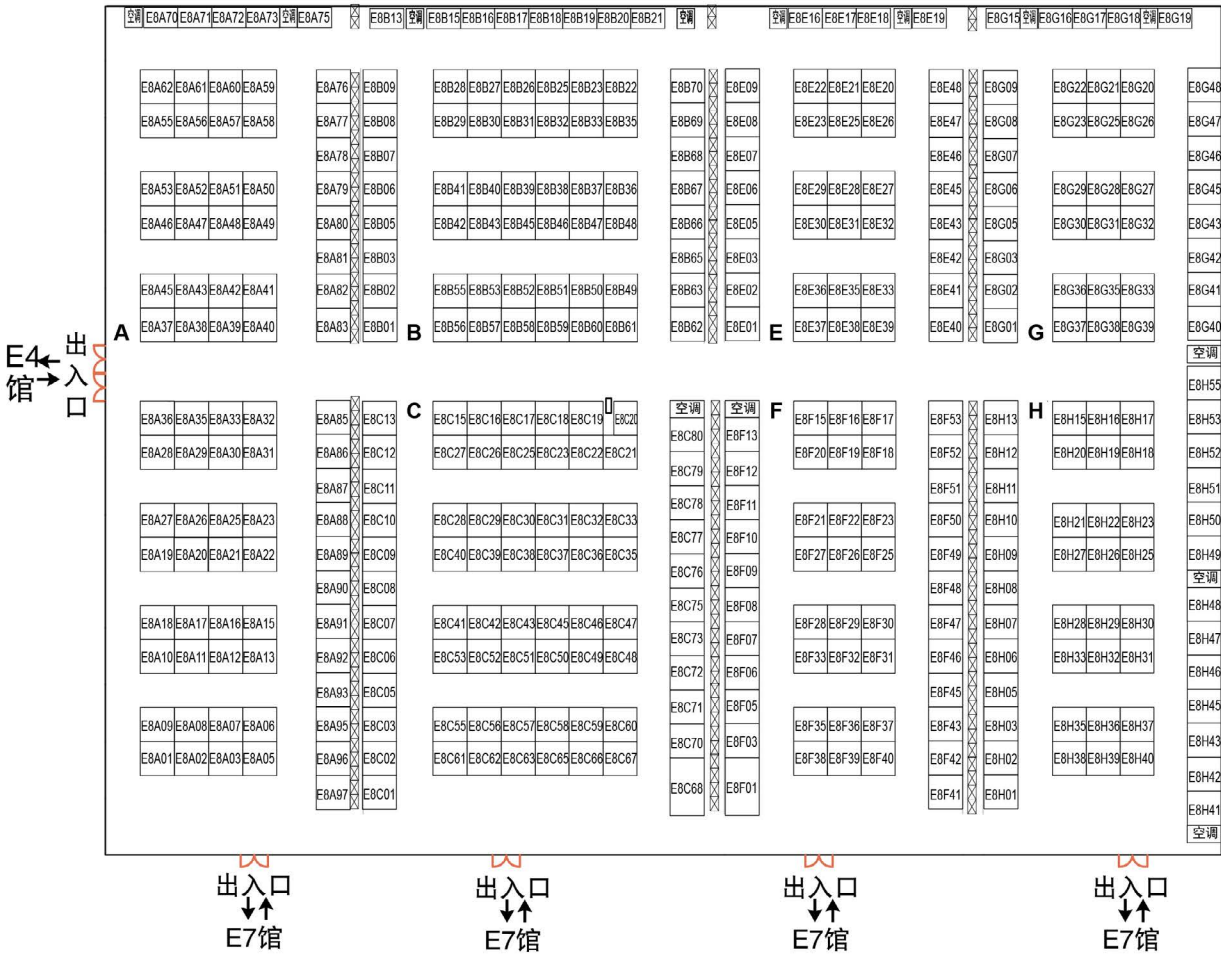 空调 E8A70 E8A71 E8A72 E8A73 空调 E8A75 E8B13 空调 E8B15 E8B16 E8B17 E8B18 E8B19 E8B20 E8B21 空调 空调 E8E16 E8E17 E8E18 空调 E8E19 E8G15 空调 E8G16 E8G17 E8G18 空调 E8G19
E8A62 E8A61 E8A60 E8A59 E8A76 E8B09 E8B28 E8B27 E8B26 E8B25 E8B23 E8B22 E8B70 E8E09 E8E22 E8E21 E8E20 E8E48 E8G09 E8G22 E8G21 E8G20 E8G48
E8A55 E8A56 E8A57 E8A58 E8A77 E8B08 E8B29 E8B30 E8B31 E8B32 E8B33 E8B35 E8B69 E8E08 E8E23 E8E25 E8E26 E8E47 E8G08 E8G23 E8G25 E8G26 E8G47
E8A78 E8B07 E8B68 E8E07 E8E46 E8G07 E8G46
E8A53 E8A52 E8A51 E8A50 E8A79 E8B06 E8B41 E8B40 E8B39 E8B38 E8B37 E8B36 E8B67 E8E06 E8E29 E8E28 E8E27 E8E45 E8G06 E8G29 E8G28 E8G27 E8G45
E8A46 E8A47 E8A48 E8A49 E8A80 E8B05 E8B42 E8B43 E8B45 E8B46 E8B47 E8B48 E8B66 E8E05 E8E30 E8E31 E8E32 E8E43 E8G05 E8G30 E8G31 E8G32 E8G43
E8A81 E8B03 E8B65 E8E03 E8E42 E8G03 E8G42
E8A45 E8A43 E8A42 E8A41 E8A82 E8B02 E8B55 E8B53 E8B52 E8B51 E8B50 E8B49 E8B63 E8E02 E8E36 E8E35 E8E33 E8E41 E8G02 E8G36 E8G35 E8G33 E8G41
A E8A37 E8A38 E8A39 E8A40 E8A83 E8B01 B E8B56 E8B57 E8B58 E8B59 E8B60 E8B61 E8B62 E8E01 E E8E37 E8E38 E8E39 E8E40 E8G01 G E8G37 E8G38 E8G39 E8G40
空调
E4馆
出入口
E8H55
E8A36 E8A35 E8A33 E8A32 E8A85 E8C13 C E8C15 E8C16 E8C17 E8C18 E8C19 E8C20 空调 空调 F E8F15 E8F16 E8F17 E8F53 E8H13 H E8H15 E8H16 E8H17 E8H53
E8C80 E8F13
E8A28 E8A29 E8A30 E8A31 E8A86 E8C12 E8C27 E8C26 E8C25 E8C23 E8C22 E8C21 E8C79 E8F12 E8F20 E8F19 E8F18 E8F52 E8H12 E8H20 E8H19 E8H18 E8H52
E8A87 E8C11 E8C78 E8F11 E8F51 E8H11 E8H51
E8A27 E8A26 E8A25 E8A23 E8A88 E8C10 E8C28 E8C29 E8C30 E8C31 E8C32 E8C33 E8C77 E8F10 E8F21 E8F22 E8F23 E8F50 E8H10 E8H21 E8H22 E8H23 E8H50
E8A19 E8A20 E8A21 E8A22 E8A89 E8C09 E8C40 E8C39 E8C38 E8C37 E8C36 E8C35 E8C76 E8F09 E8F27 E8F26 E8F25 E8F49 E8H09 E8H27 E8H26 E8H25 E8H49
空调
E8A90 E8C08 E8C75 E8F08 E8F48 E8H08 E8H48
E8A18 E8A17 E8A16 E8A15 E8A91 E8C07 E8C41 E8C42 E8C43 E8C45 E8C46 E8C47 E8C73 E8F07 E8F28 E8F29 E8F30 E8F47 E8H07 E8H28 E8H29 E8H30 E8H47
E8A10 E8A11 E8A12 E8A13 E8A92 E8C06 E8C53 E8C52 E8C51 E8C50 E8C49 E8C48 E8C72 E8F06 E8F33 E8F32 E8F31 E8F46 E8H06 E8H33 E8H32 E8H31 E8H46
E8A93 E8C05 E8C71 E8F05 E8F45 E8H05 E8H45
E8A09 E8A08 E8A07 E8A06 E8A95 E8C03 E8C55 E8C56 E8C57 E8C58 E8C59 E8C60 E8C70 E8F03 E8F35 E8F36 E8F37 E8F43 E8H03 E8H35 E8H36 E8H37 E8H43
E8A01 E8A02 E8A03 E8A05 E8A96 E8C02 E8C61 E8C62 E8C63 E8C65 E8C66 E8C67 E8C68 E8F01 E8F38 E8F39 E8F40 E8F42 E8H02 E8H38 E8H39 E8H40 E8H42
E8A97 E8C01 E8F41 E8H01 E8H41
空调
出入口 出入口 出入口 出入口
E7馆 E7馆 E7馆 E7馆